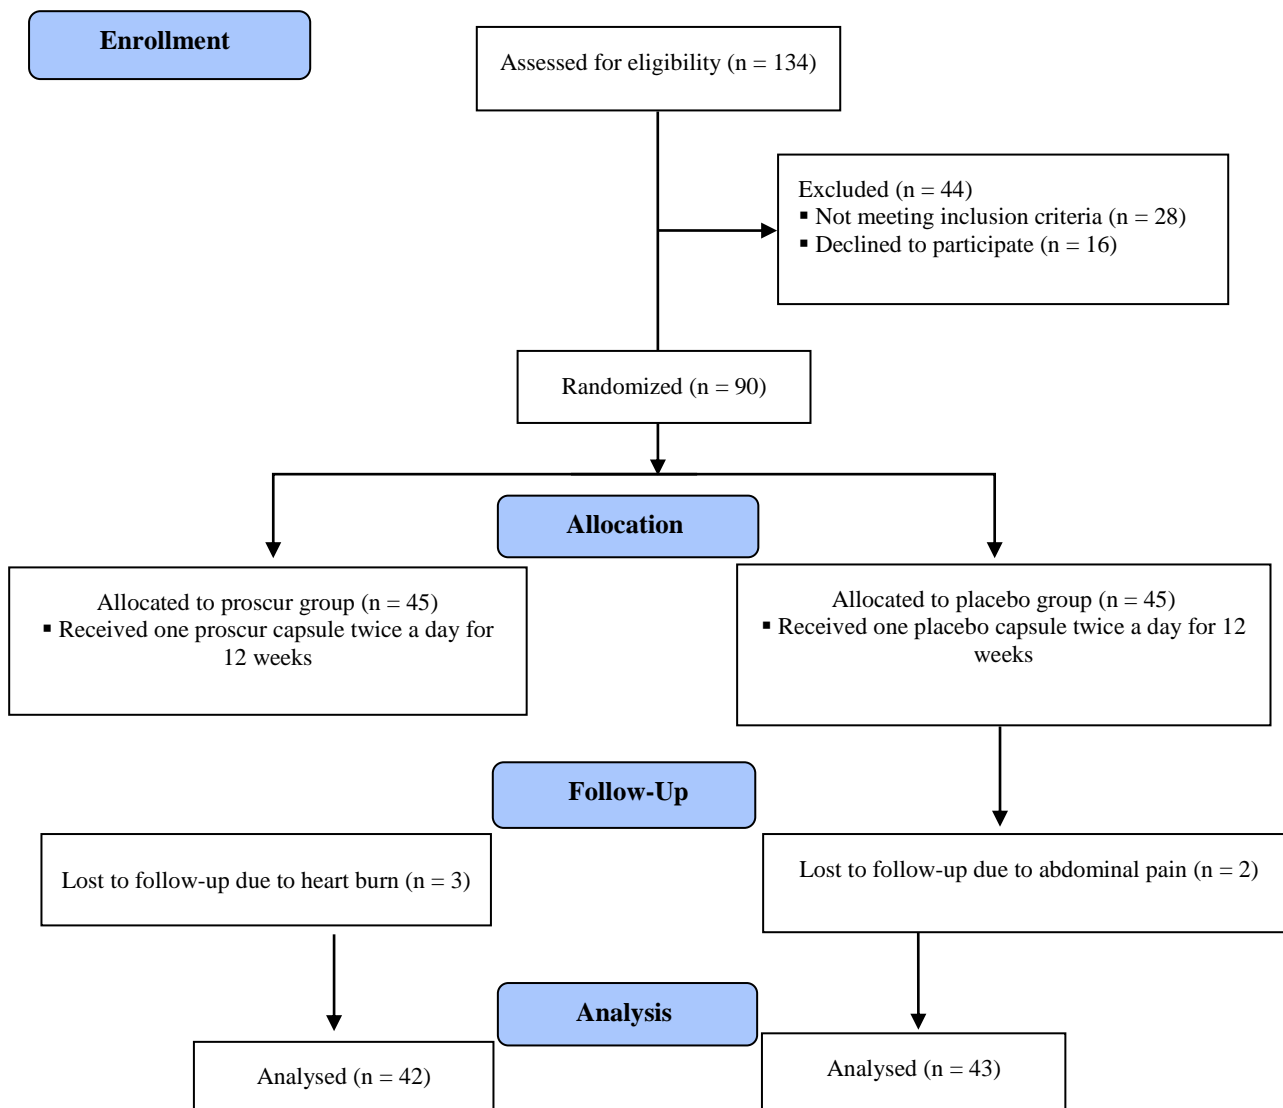 Enrollment
Assessed for eligibility (n = 134)
Excluded (n = 44)
▪ Not meeting inclusion criteria (n = 28)
▪ Declined to participate (n = 16)
Randomized (n = 90)
Allocation
Allocated to proscur group (n = 45)
▪ Received one proscur capsule twice a day for
12 weeks
Allocated to placebo group (n = 45)
▪ Received one placebo capsule twice a day for 12
weeks
Follow-Up
Lost to follow-up due to heart burn (n = 3)
Lost to follow-up due to abdominal pain (n = 2)
Analysis
Analysed (n = 42)
Analysed (n = 43)